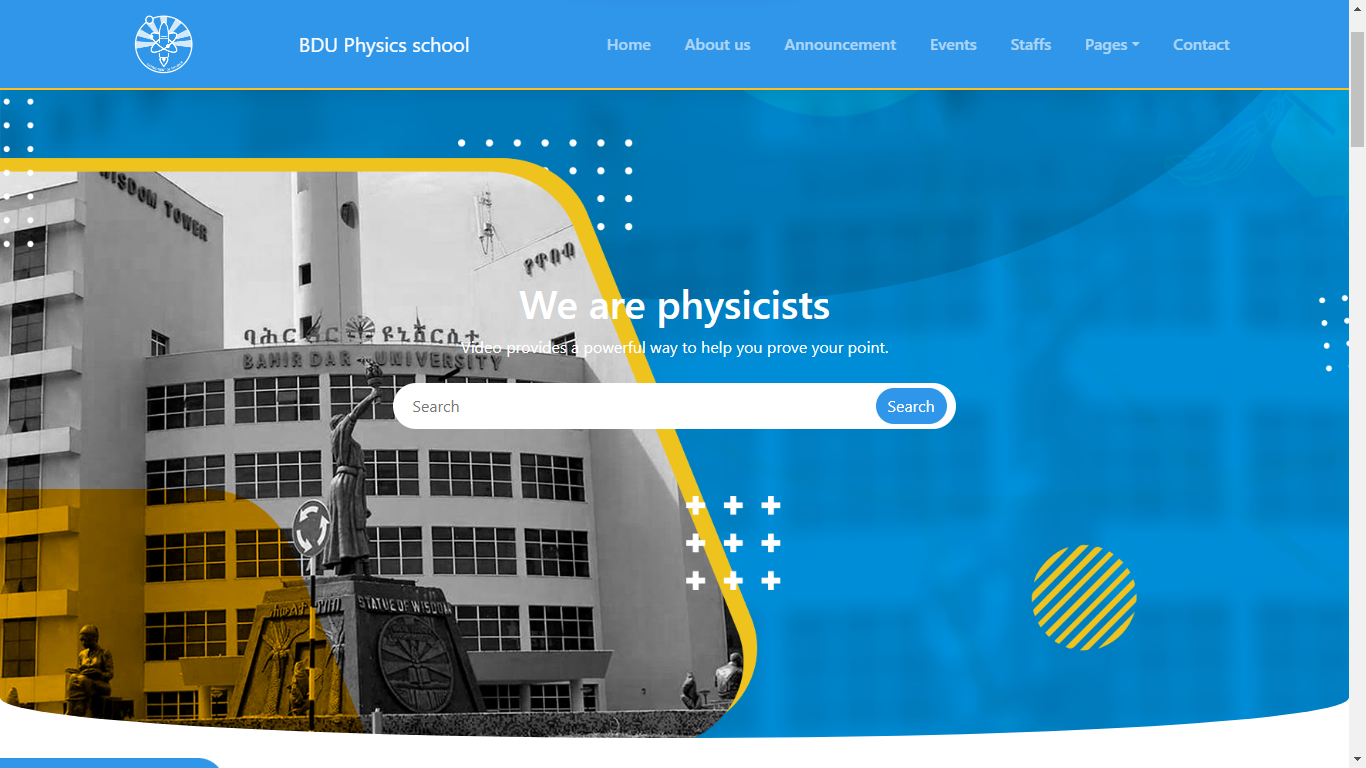 BDU Physics school
Home About us Announcement Events Staffs Pages Contact
WISDOM TOWER
የጥበብ
We are physicists
ባሕር ዳር ዩኒቨርሲቲ
Video provides a powerful way to help you prove your point.
BAHIR DAR UNIVERSITY
Search Search
STATUE OF WISDOM